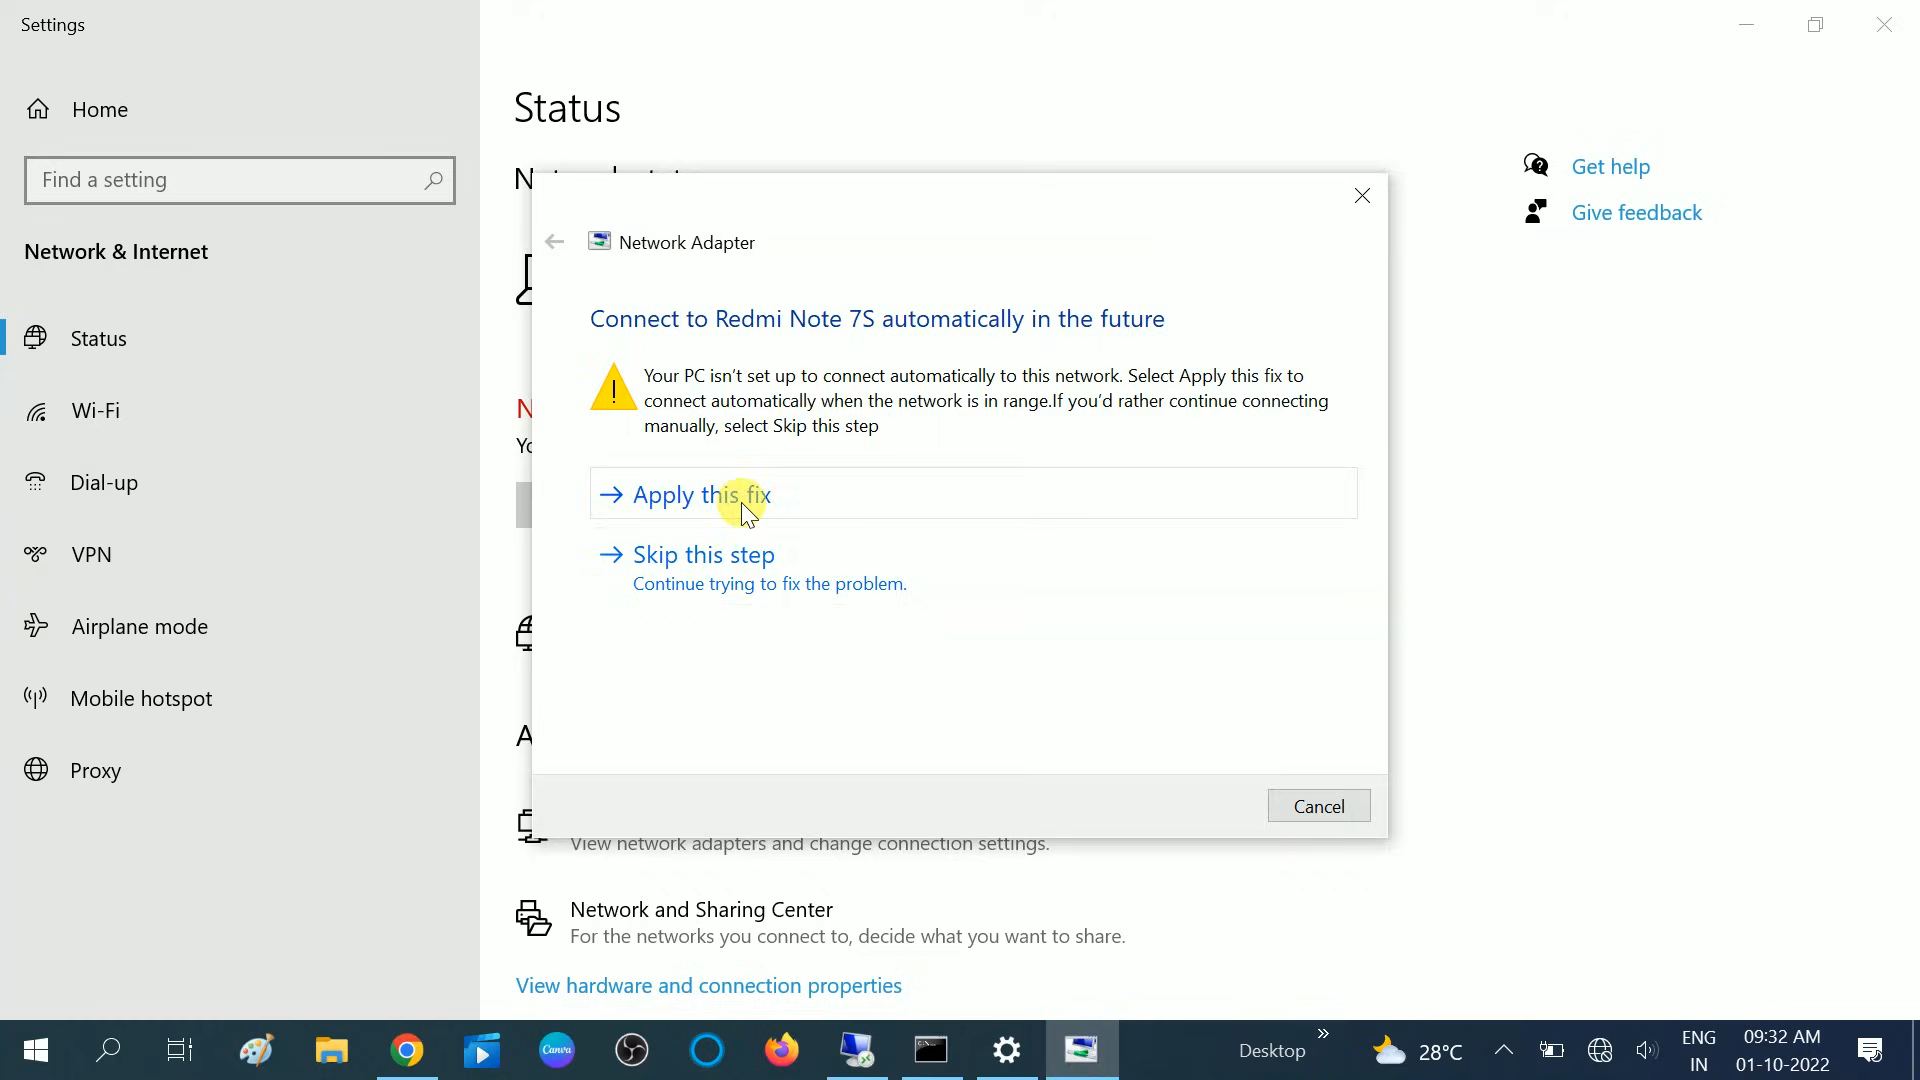 Settings
Home
Find a setting
Network & Internet
Status
Wi-Fi
Dial-up
VPN
Airplane mode
Mobile hotspot
Proxy
Status
Get help
Give feedback
Network Adapter
Connect to Redmi Note 7S automatically in the future
Your PC isn't set up to connect automatically to this network. Select Apply this fix to
connect automatically when the network is in range.If you'd rather continue connecting
manually, select Skip this step
Apply this fix
Skip this step
Continue trying to fix the problem.
Cancel
View network adapters and change connection settings.
Network and Sharing Center
For the networks you connect to, decide what you want to share.
View hardware and connection properties
Canva
Desktop
28°C
ENG
IN
09:32 AM
01-10-2022